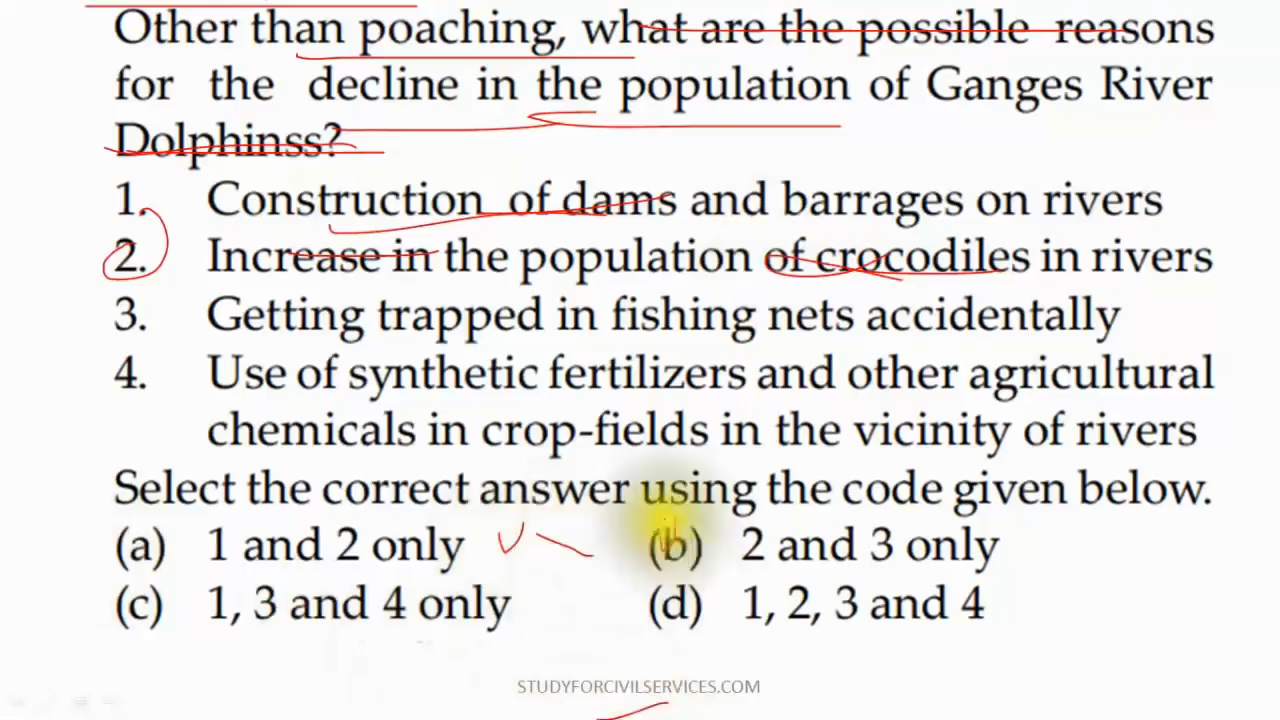 Other than poaching, what are the possible reasons
for the decline in the population of Ganges River
Dolphinss?
1. Construction of dams and barrages on rivers
2. Increase in the population of crocodiles in rivers
3. Getting trapped in fishing nets accidentally
4. Use of synthetic fertilizers and other agricultural
chemicals in crop-fields in the vicinity of rivers
Select the correct answer using the code given below.
(a) 1 and 2 only (b) 2 and 3 only
(c) 1, 3 and 4 only (d) 1, 2, 3 and 4
STUDYFORCIVILSERVICES.COM